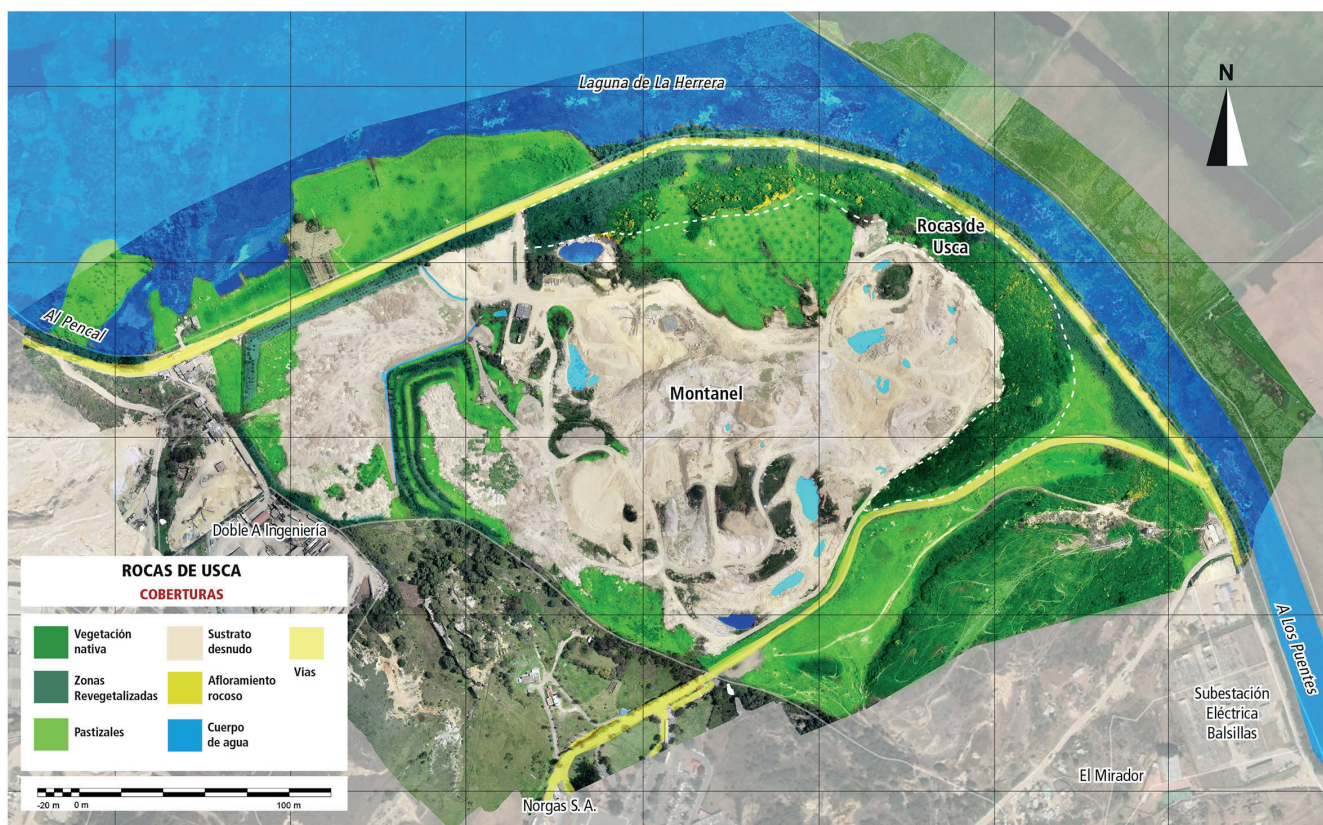 Laguna de La Herrera
N
Rocas de
Usca
Al Pencal
Montanel
Doble A Ingeniería
ROCAS DE USCA
COBERTURAS
Vegetación
nativa
Sustrato
desnudo
Vias
Zonas
Revegetalizadas
Afloramiento
rocoso
Pastizales
Cuerpo
de agua
-20 m 0 m 100 m
A Los Puentes
Subestación
Eléctrica
Balsillas
El Mirador
Norgas S. A.